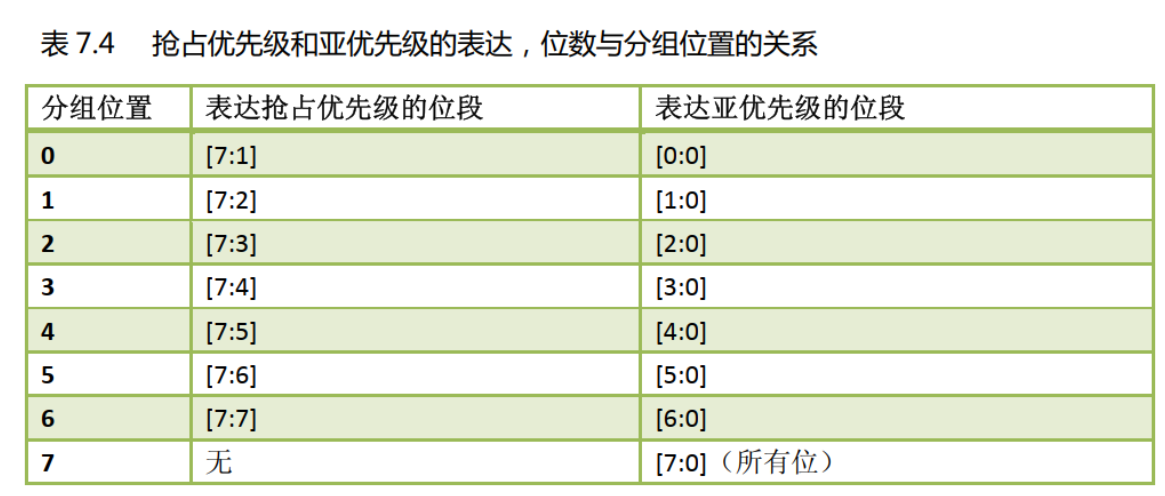 表 7.4 抢占优先级和亚优先级的表达，位数与分组位置的关系
分组位置 表达抢占优先级的位段 表达亚优先级的位段
0 [7:1] [0:0]
1 [7:2] [1:0]
2 [7:3] [2:0]
3 [7:4] [3:0]
4 [7:5] [4:0]
5 [7:6] [5:0]
6 [7:7] [6:0]
7 无 [7:0]（所有位）